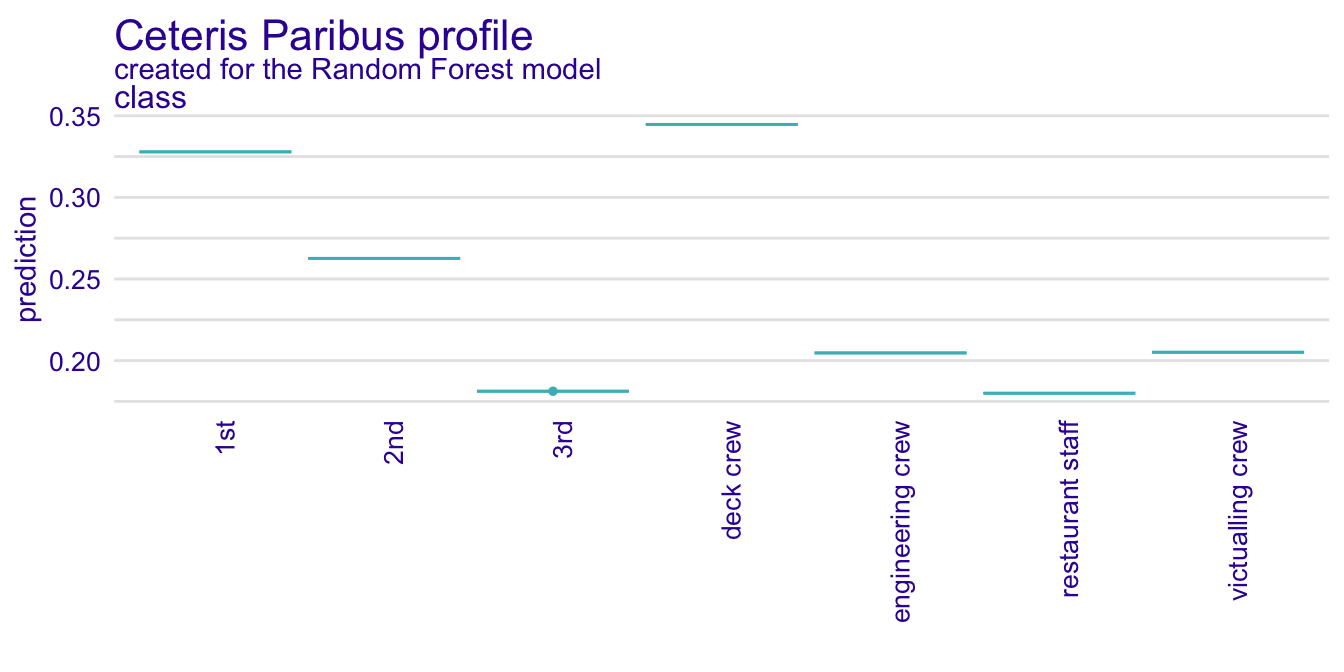 Ceteris Paribus profile
created for the Random Forest model
class
prediction
0.35
0.30
0.25
0.20
1st
2nd
3rd
deck crew
engineering crew
restaurant staff
victualling crew